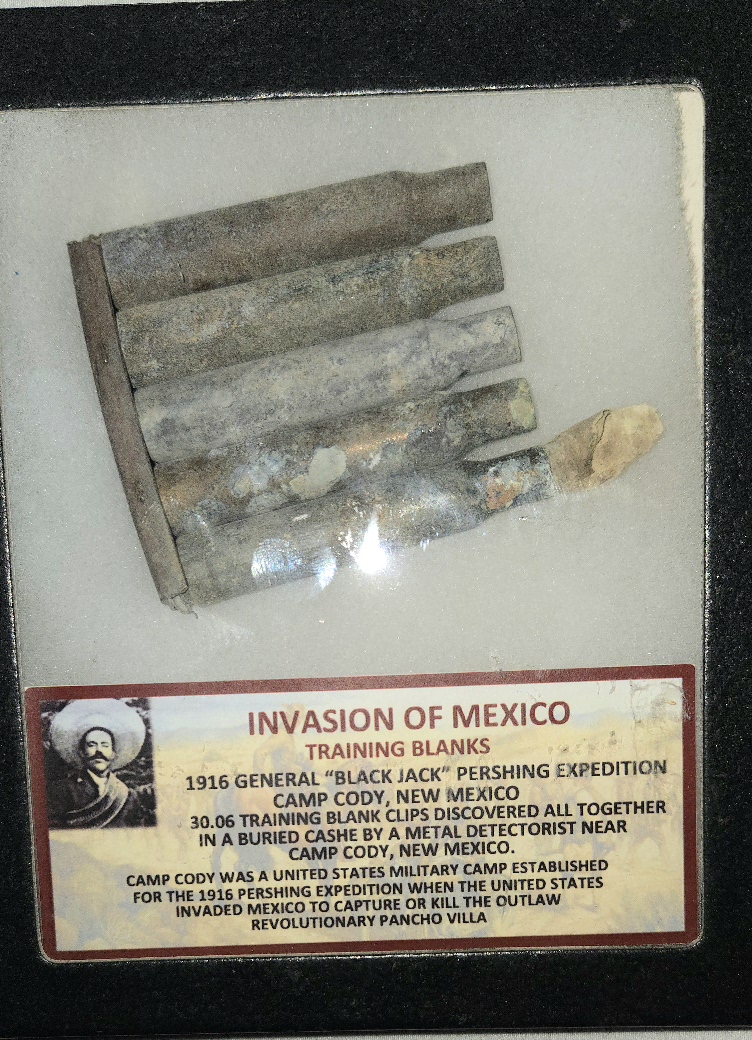 INVASION OF MEXICO
TRAINING BLANKS
1916 GENERAL “BLACK JACK” PERSHING EXPEDITION
CAMP CODY, NEW MEXICO
30.06 TRAINING BLANK CLIPS DISCOVERED ALL TOGETHER
IN A BURIED CASHE BY A METAL DETECTORIST NEAR
CAMP CODY, NEW MEXICO.
CAMP CODY WAS A UNITED STATES MILITARY CAMP ESTABLISHED
FOR THE 1916 PERSHING EXPEDITION WHEN THE UNITED STATES
INVADED MEXICO TO CAPTURE OR KILL THE OUTLAW
REVOLUTIONARY PANCHO VILLA